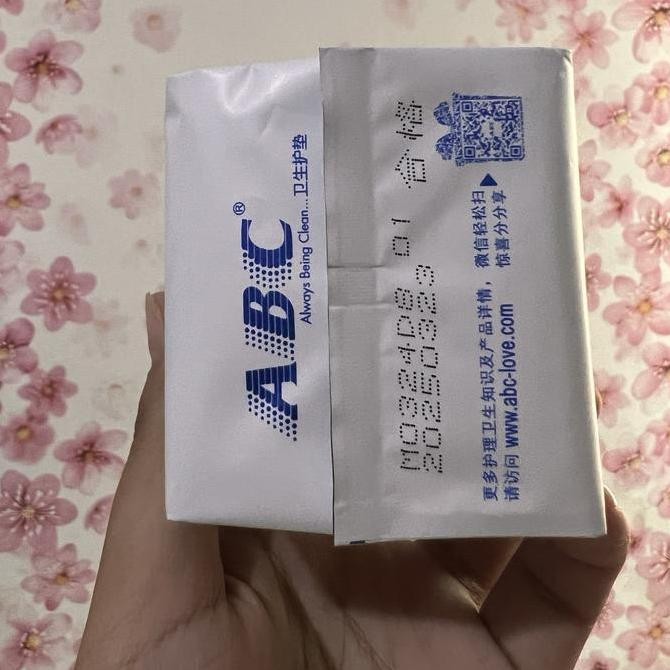 ABC®
Always Being Clean... 卫生护垫
M0324D8 01 合格
20250323
更多护理卫生知识及产品详情，
请访问 www.abc-love.com
微信轻松扫
惊喜分分享